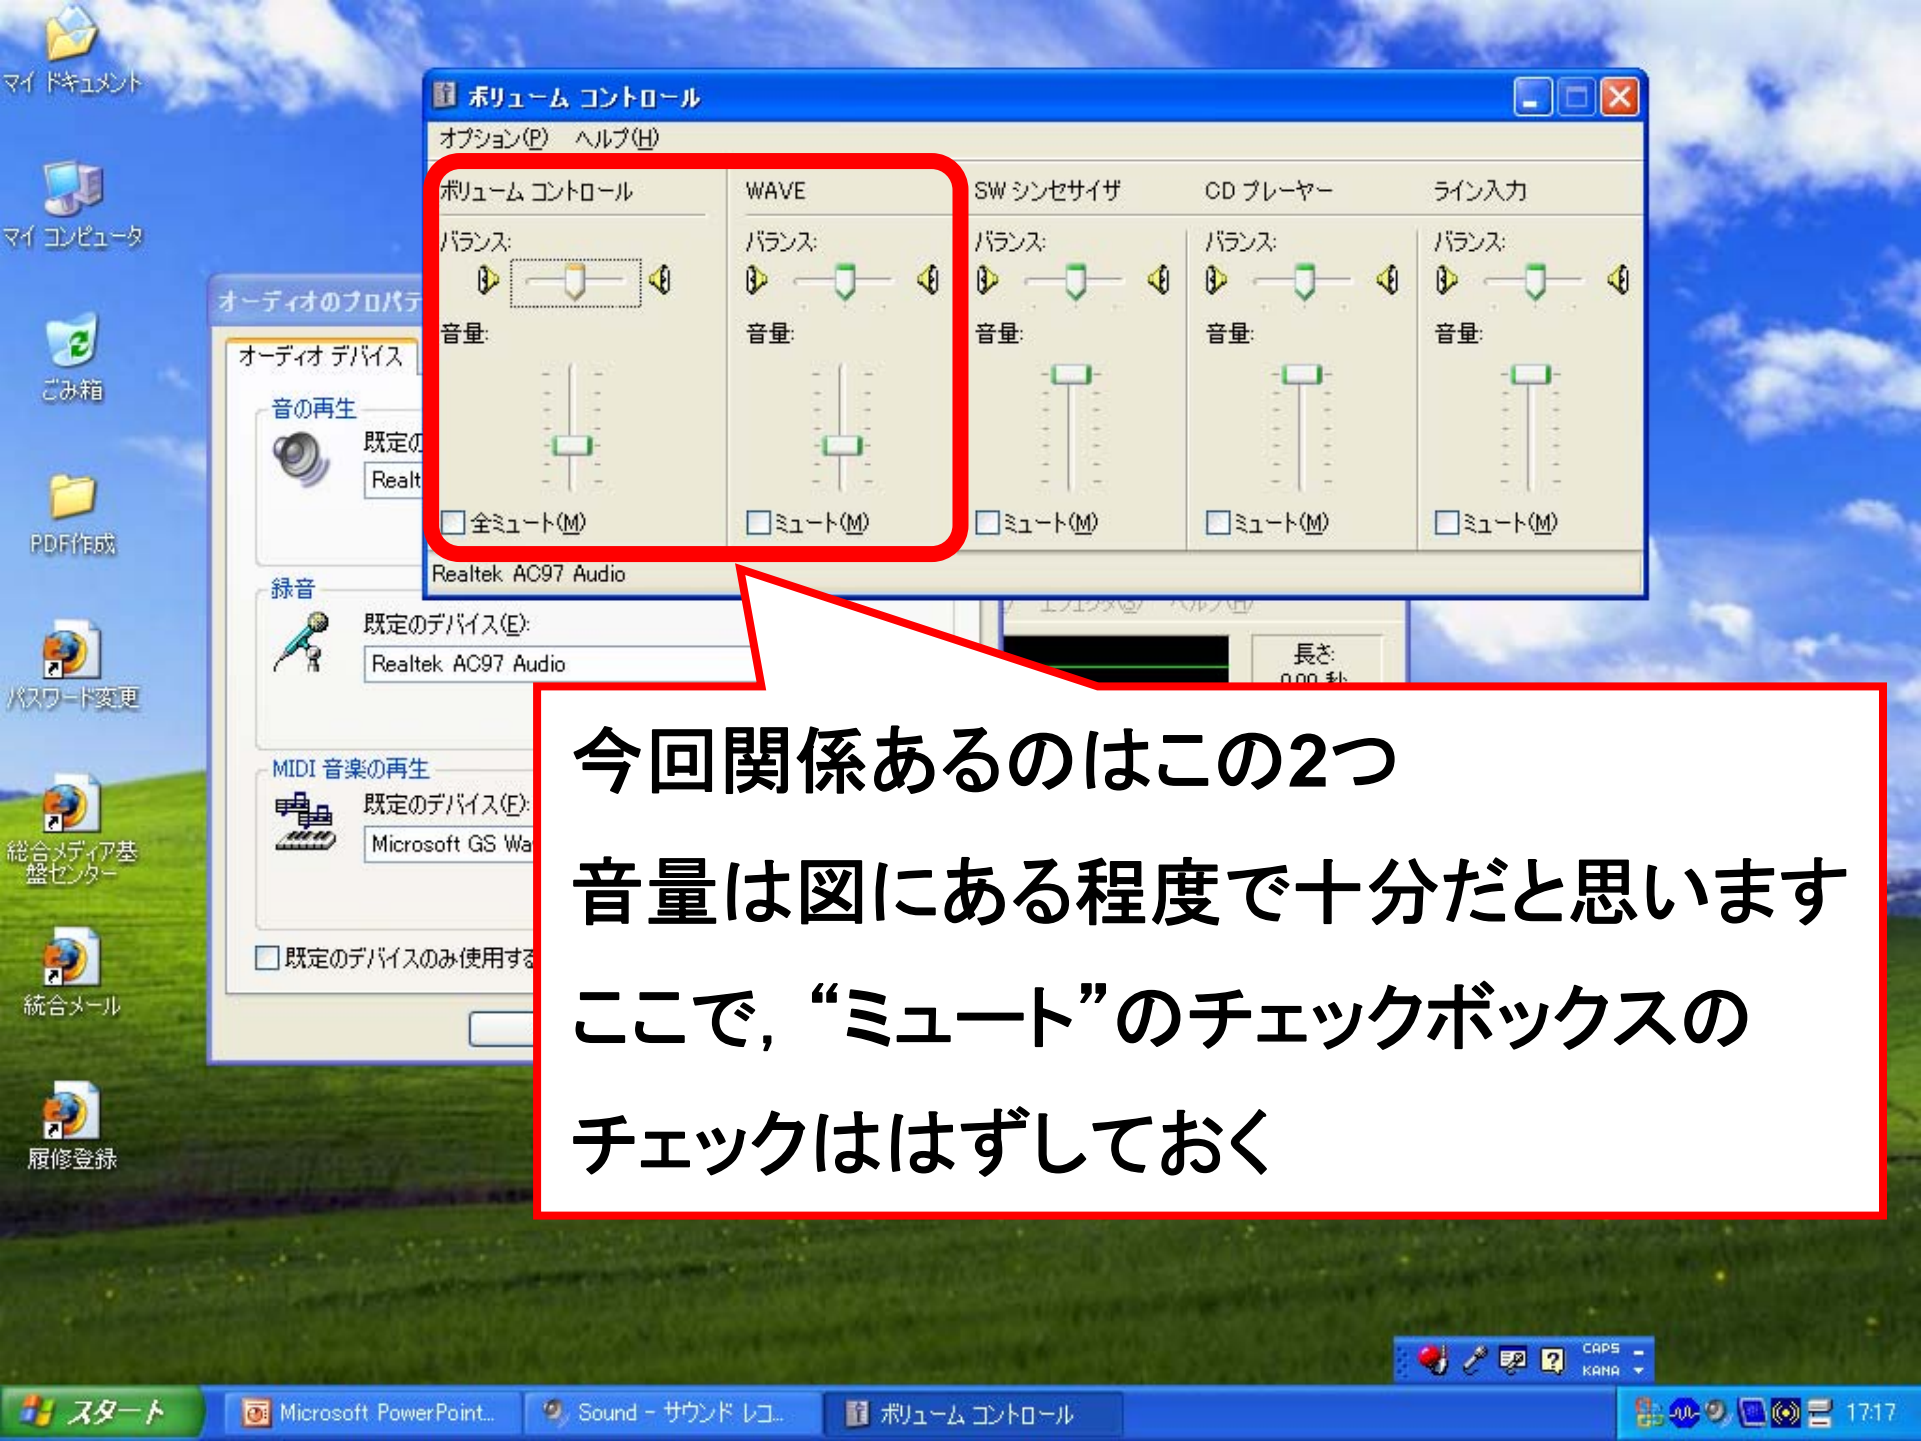 マイ ドキュメント
マイ コンピュータ
ごみ箱
PDF作成
パスワード変更
総合メディア基
盤センター
統合メール
履修登録
ボリューム コントロール
オプション(P) ヘルプ(H)
ボリューム コントロール
バランス:
音量:
全ミュート(M)
WAVE
バランス:
音量:
ミュート(M)
SW シンセサイザ
バランス:
音量:
ミュート(M)
CD プレーヤー
バランス:
音量:
ミュート(M)
ライン入力
バランス:
音量:
ミュート(M)
Realtek AC97 Audio
オーディオのプロパテ
オーディオ デバイス
音の再生
既定の
Realt
録音
既定のデバイス(E):
Realtek AC97 Audio
MIDI 音楽の再生
既定のデバイス(F):
Microsoft GS Wa
既定のデバイスのみ使用する
エフェクタ(S) ヘルプ(H)
長さ:
0.00 秒
今回関係あるのはこの2つ
音量は図にある程度で十分だと思います
ここで, “ミュート”のチェックボックスの
チェックははずしておく
CAPS
KANA
スタート
Microsoft PowerPoint...
Sound - サウンド レコ...
ボリューム コントロール
17:17